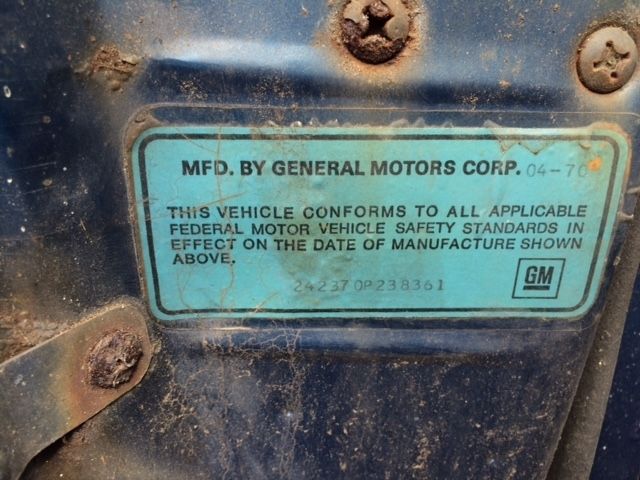 MFD. BY GENERAL MOTORS CORP. 04-70
THIS VEHICLE CONFORMS TO ALL APPLICABLE
FEDERAL MOTOR VEHICLE SAFETY STANDARDS IN
EFFECT ON THE DATE OF MANUFACTURE SHOWN
ABOVE.
242370P238361
GM